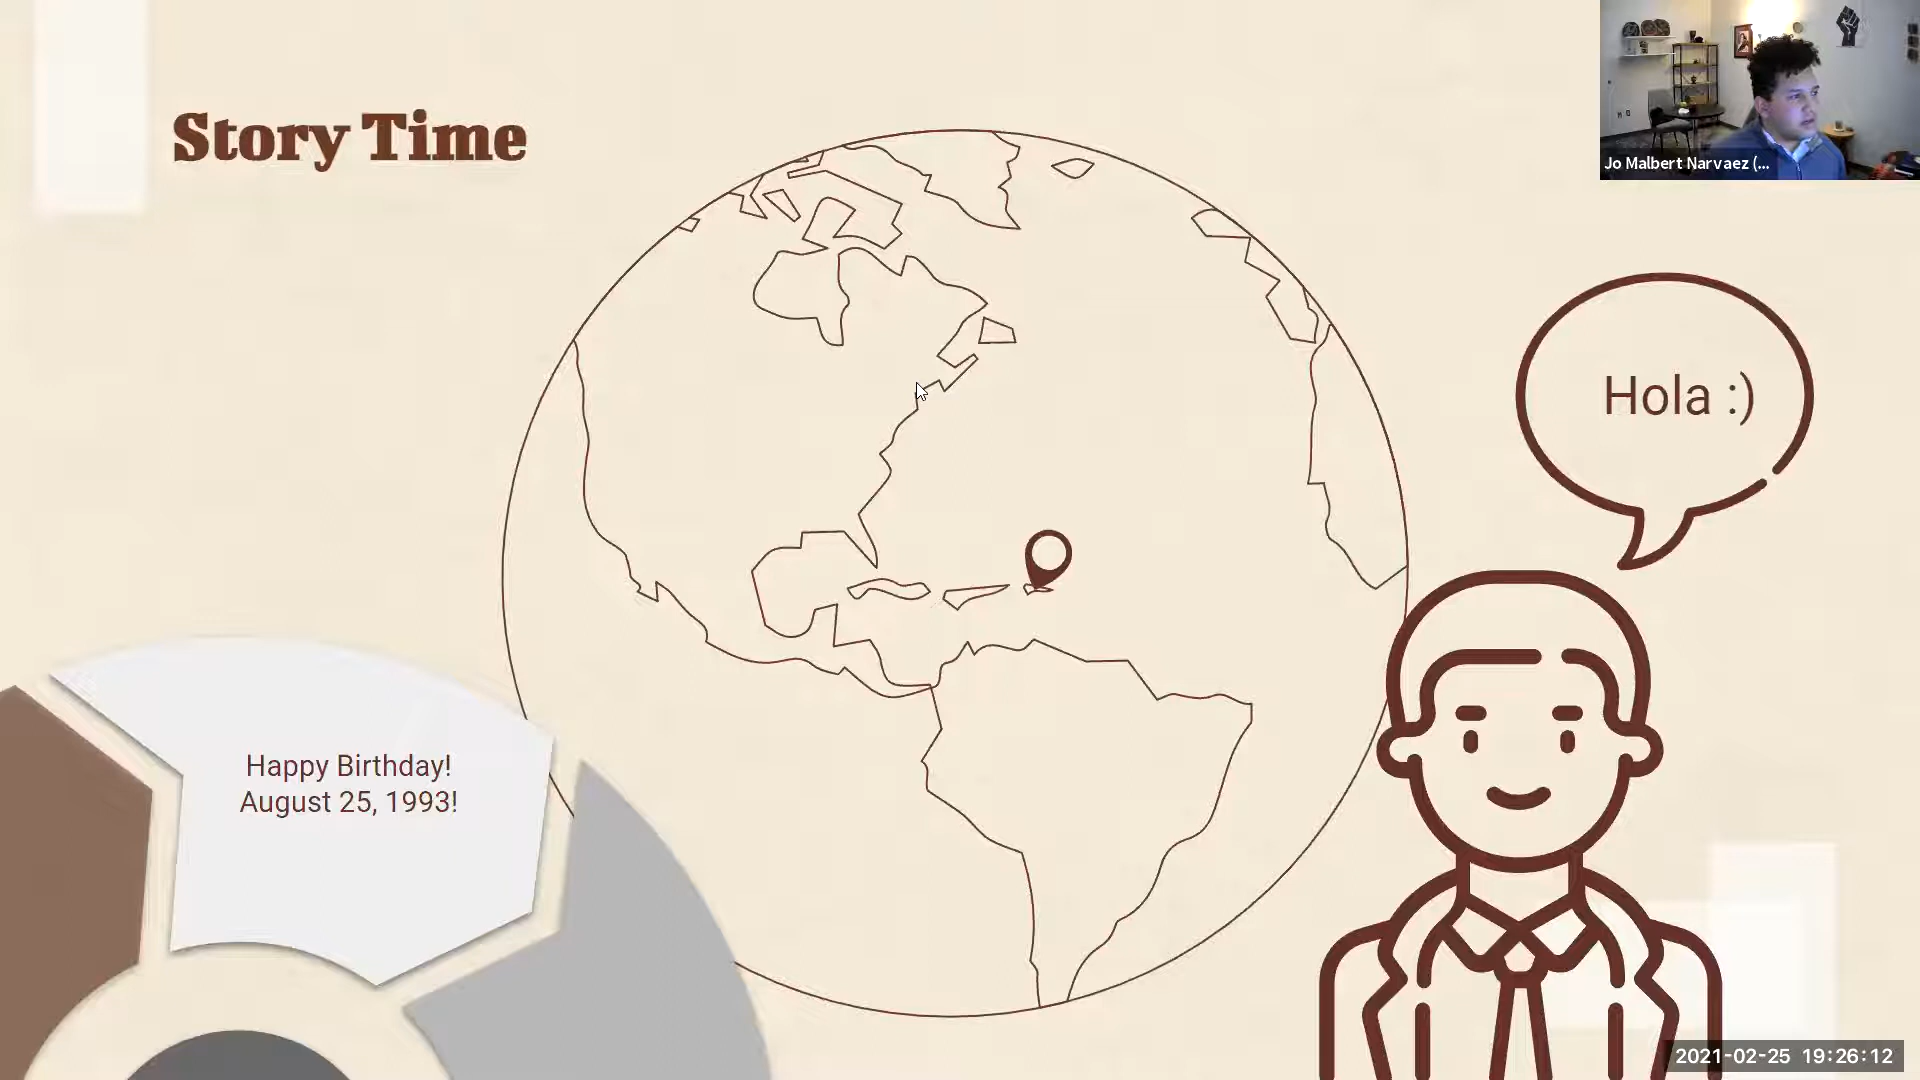 Story Time
Jo Malbert Narvaez (...
Hola :)
Happy Birthday!
August 25, 1993!
2021-02-25 19:26:12